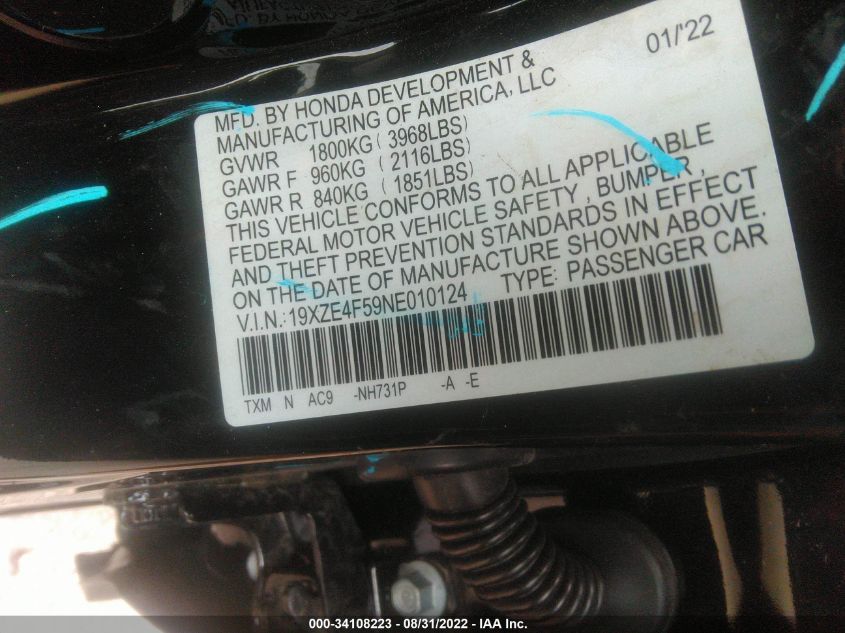 01/'22
MFD. BY HONDA DEVELOPMENT &
MANUFACTURING OF AMERICA, LLC
GVWR 1800KG ( 3968LBS)
GAWR F 960KG ( 2116LBS)
GAWR R 840KG ( 1851LBS)
THIS VEHICLE CONFORMS TO ALL APPLICABLE
FEDERAL MOTOR VEHICLE SAFETY , BUMPER ,
AND THEFT PREVENTION STANDARDS IN EFFECT
ON THE DATE OF MANUFACTURE SHOWN ABOVE.
V.I.N.:19XZE4F59NE010124 TYPE: PASSENGER CAR
TXM N AC9 -NH731P -A -E
000-34108223 - 08/31/2022 - IAA Inc.